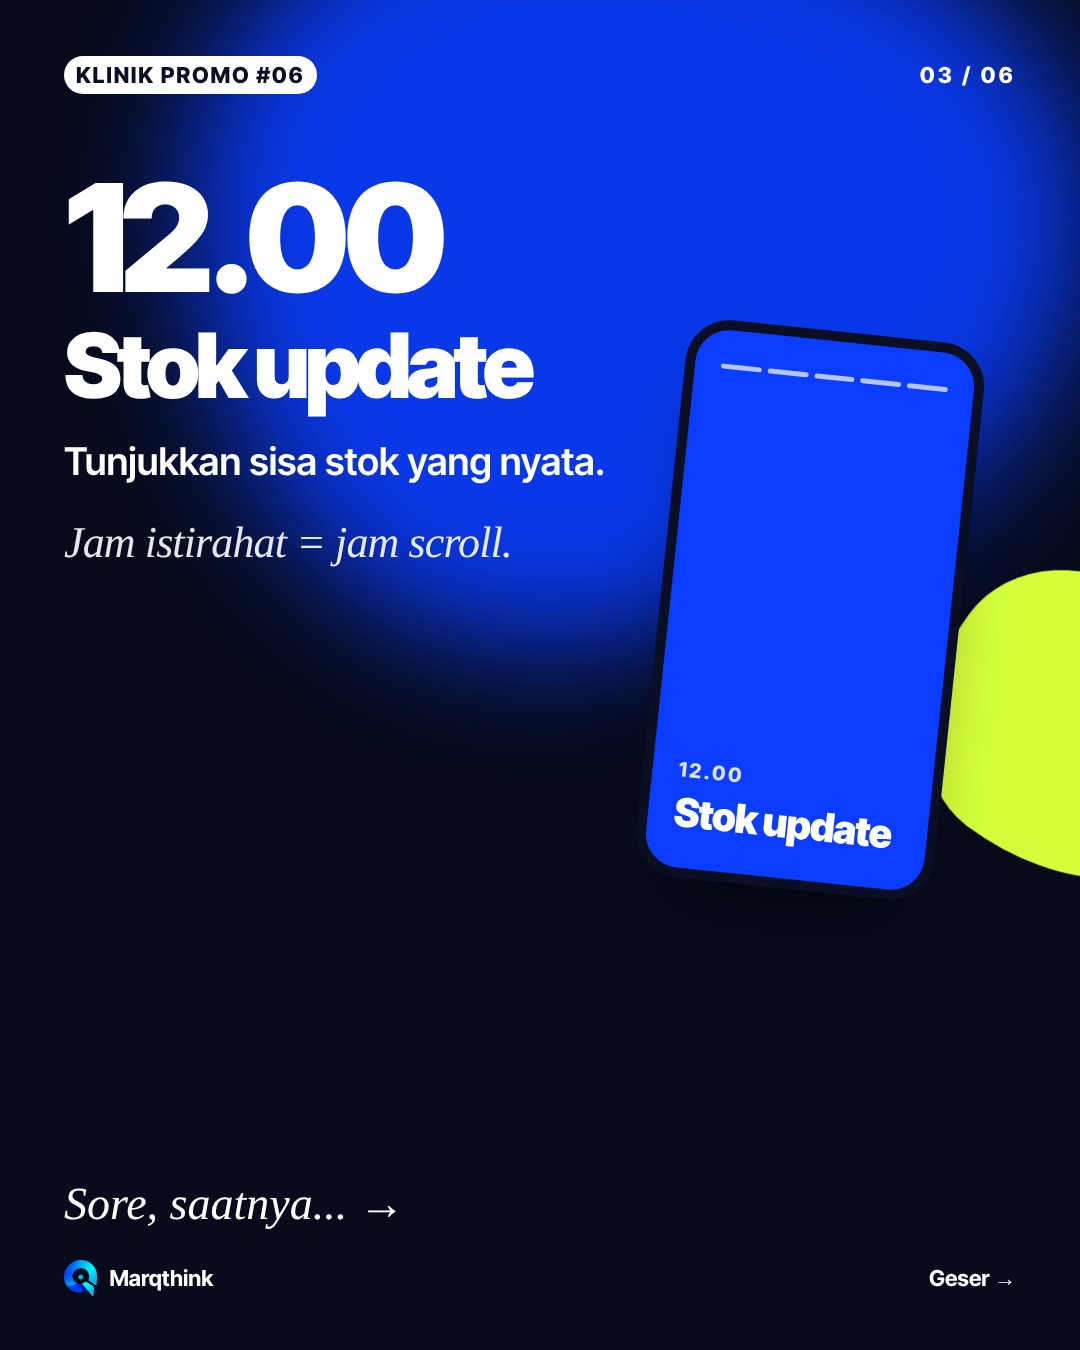 KLINIK PROMO #06
03 / 06
12.00
Stok update
Tunjukkan sisa stok yang nyata.
Jam istirahat = jam scroll.
12.00
Stok update
Sore, saatnya... →
Marqthink
Geser →